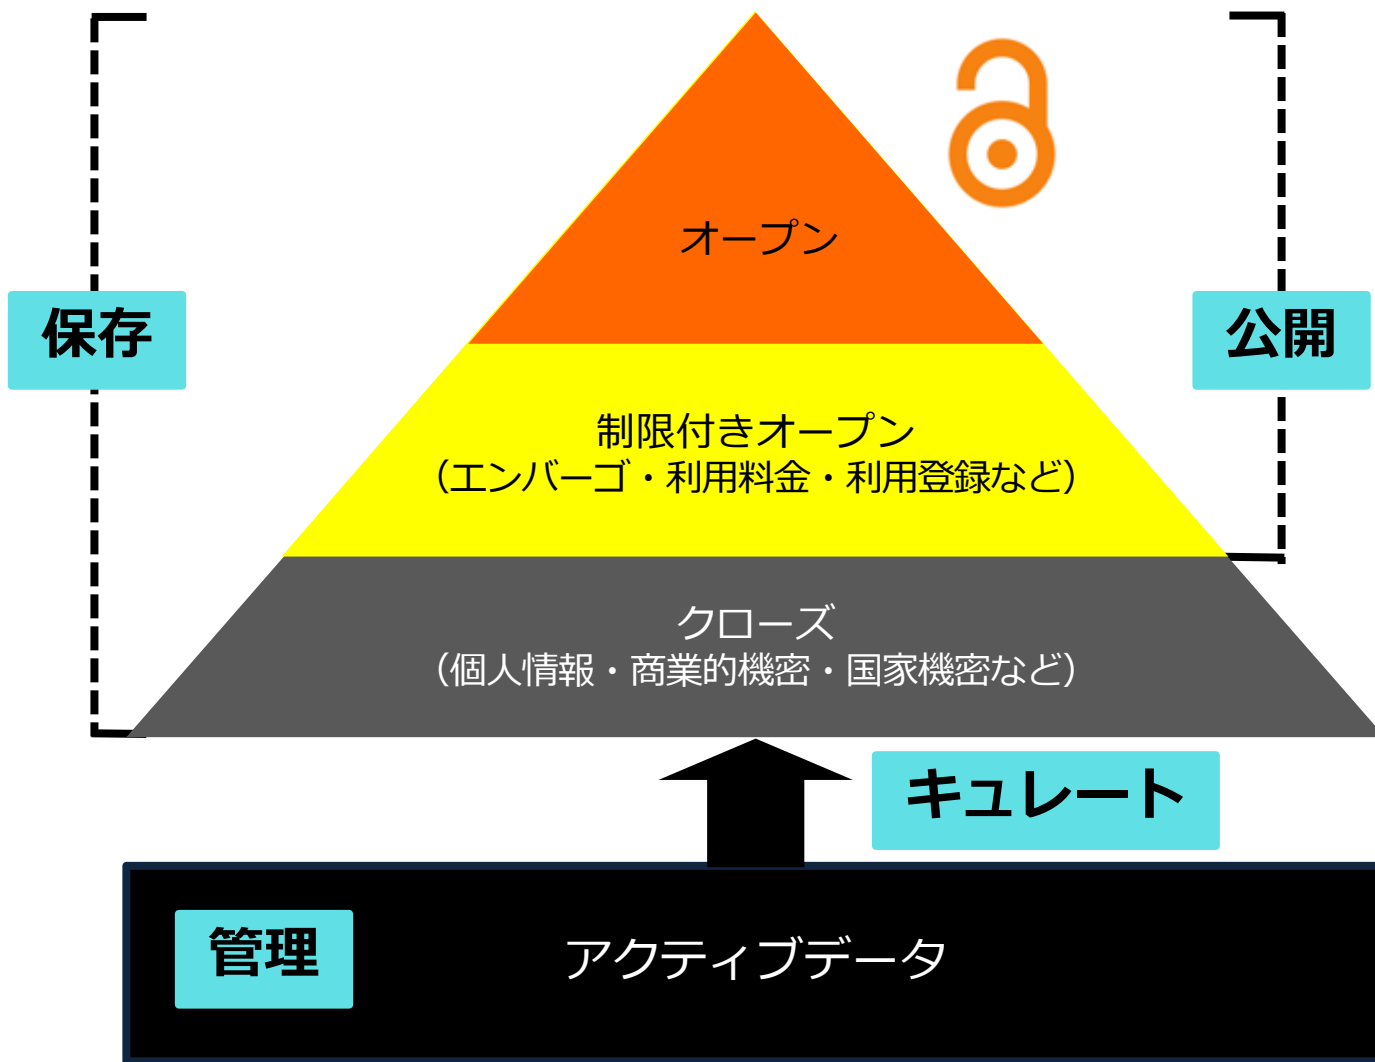 オープン
保存
公開
制限付きオープン
（エンバーゴ・利用料金・利用登録など）
クローズ
（個人情報・商業的機密・国家機密など）
キュレート
管理
アクティブデータ